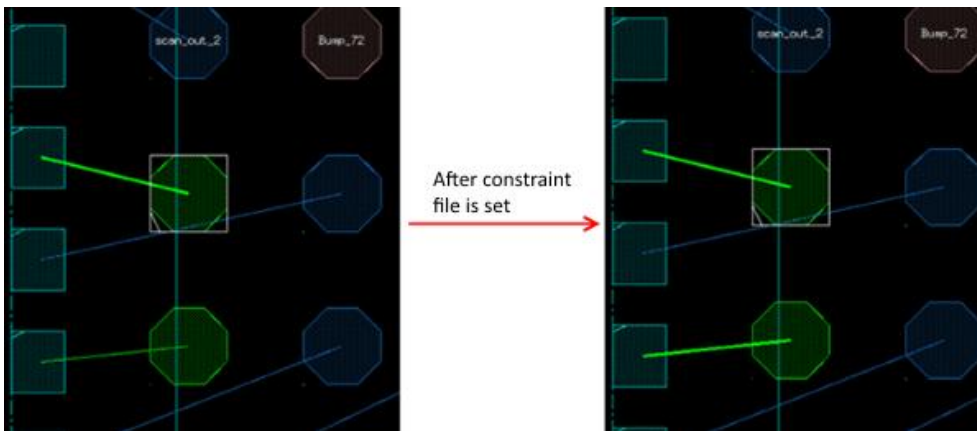 scan_out_2
Bump_72
After constraint
file is set
scan_out_2
Bump_72